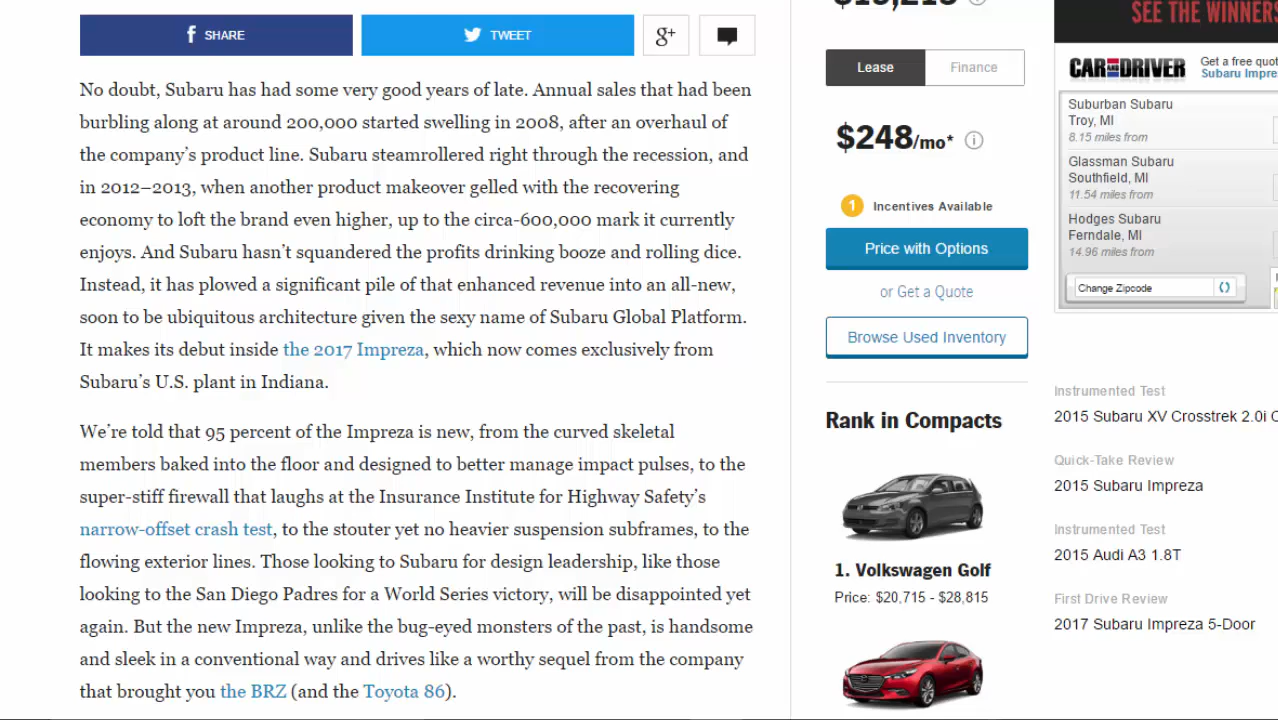 SHARE
TWEET
g+
No doubt, Subaru has had some very good years of late. Annual sales that had been
burbling along at around 200,000 started swelling in 2008, after an overhaul of
the company’s product line. Subaru steamrollered right through the recession, and
in 2012–2013, when another product makeover gelled with the recovering
economy to loft the brand even higher, up to the circa-600,000 mark it currently
enjoys. And Subaru hasn’t squandered the profits drinking booze and rolling dice.
Instead, it has plowed a significant pile of that enhanced revenue into an all-new,
soon to be ubiquitous architecture given the sexy name of Subaru Global Platform.
It makes its debut inside the 2017 Impreza, which now comes exclusively from
Subaru’s U.S. plant in Indiana.
We’re told that 95 percent of the Impreza is new, from the curved skeletal
members baked into the floor and designed to better manage impact pulses, to the
super-stiff firewall that laughs at the Insurance Institute for Highway Safety’s
narrow-offset crash test, to the stouter yet no heavier suspension subframes, to the
flowing exterior lines. Those looking to Subaru for design leadership, like those
looking to the San Diego Padres for a World Series victory, will be disappointed yet
again. But the new Impreza, unlike the bug-eyed monsters of the past, is handsome
and sleek in a conventional way and drives like a worthy sequel from the company
that brought you the BRZ (and the Toyota 86).
Lease
Finance
$248/mo*
1 Incentives Available
Price with Options
or Get a Quote
Browse Used Inventory
Rank in Compacts
1. Volkswagen Golf
Price: $20,715 - $28,815
SEE THE WINNERS
CAR AND DRIVER
Get a free quot
Subaru Impre
Suburban Subaru
Troy, MI
8.15 miles from
Glassman Subaru
Southfield, MI
11.54 miles from
Hodges Subaru
Ferndale, MI
14.96 miles from
Change Zipcode
Instrumented Test
2015 Subaru XV Crosstrek 2.0i
Quick-Take Review
2015 Subaru Impreza
Instrumented Test
2015 Audi A3 1.8T
First Drive Review
2017 Subaru Impreza 5-Door